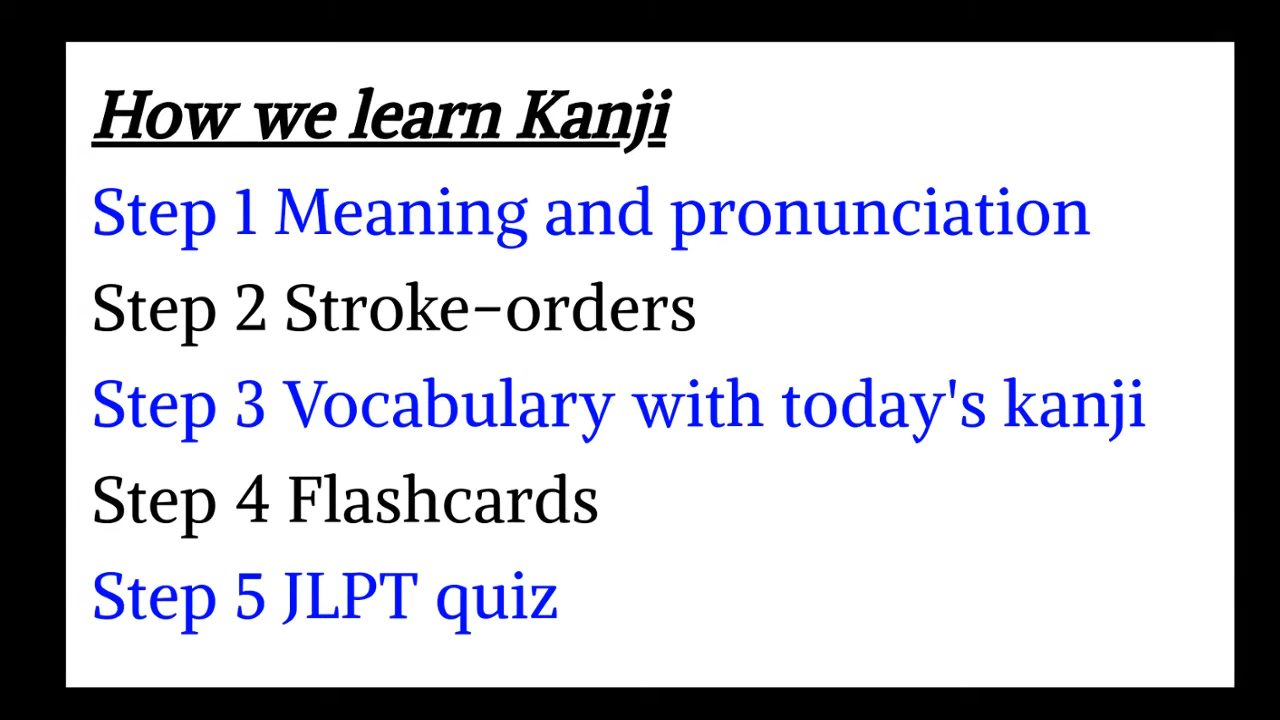 How we learn Kanji
Step 1 Meaning and pronunciation
Step 2 Stroke-orders
Step 3 Vocabulary with today's kanji
Step 4 Flashcards
Step 5 JLPT quiz